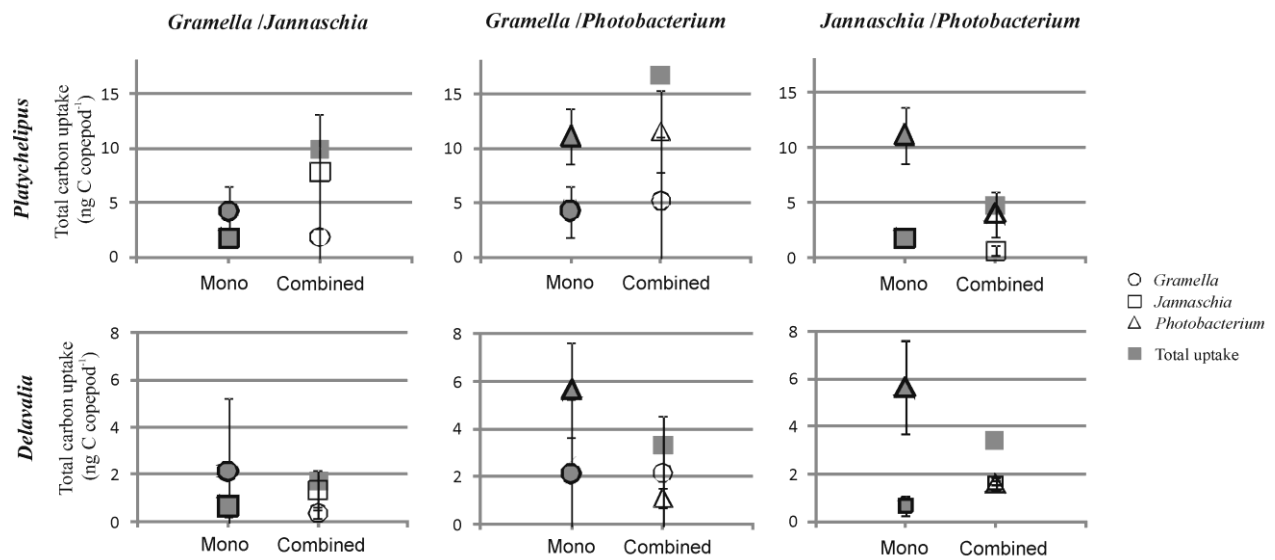 Gramella /Jannaschia
Gramella /Photobacterium
Jannaschia /Photobacterium
Platychelipus
Total carbon uptake
(ng C copepod⁻¹)
15
10
5
0
Mono Combined
15
10
5
0
Mono Combined
15
10
5
0
Mono Combined
Delavalia
Total carbon uptake
(ng C copepod⁻¹)
8
6
4
2
0
Mono Combined
8
6
4
2
0
Mono Combined
8
6
4
2
0
Mono Combined
Gramella
Jannaschia
Photobacterium
Total uptake